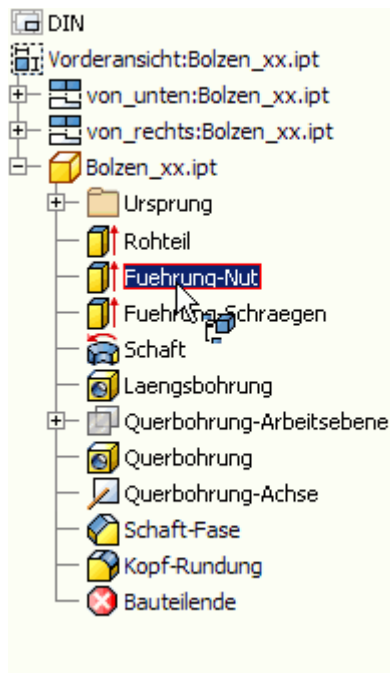 DIN
Vorderansicht:Bolzen_xx.ipt
von_unten:Bolzen_xx.ipt
von_rechts:Bolzen_xx.ipt
Bolzen_xx.ipt
Ursprung
Rohteil
Fuehrung-Nut
Fuehrung-Schraegen
Schaft
Laengsbohrung
Querbohrung-Arbeitsebene
Querbohrung
Querbohrung-Achse
Schaft-Fase
Kopf-Rundung
Bauteilende